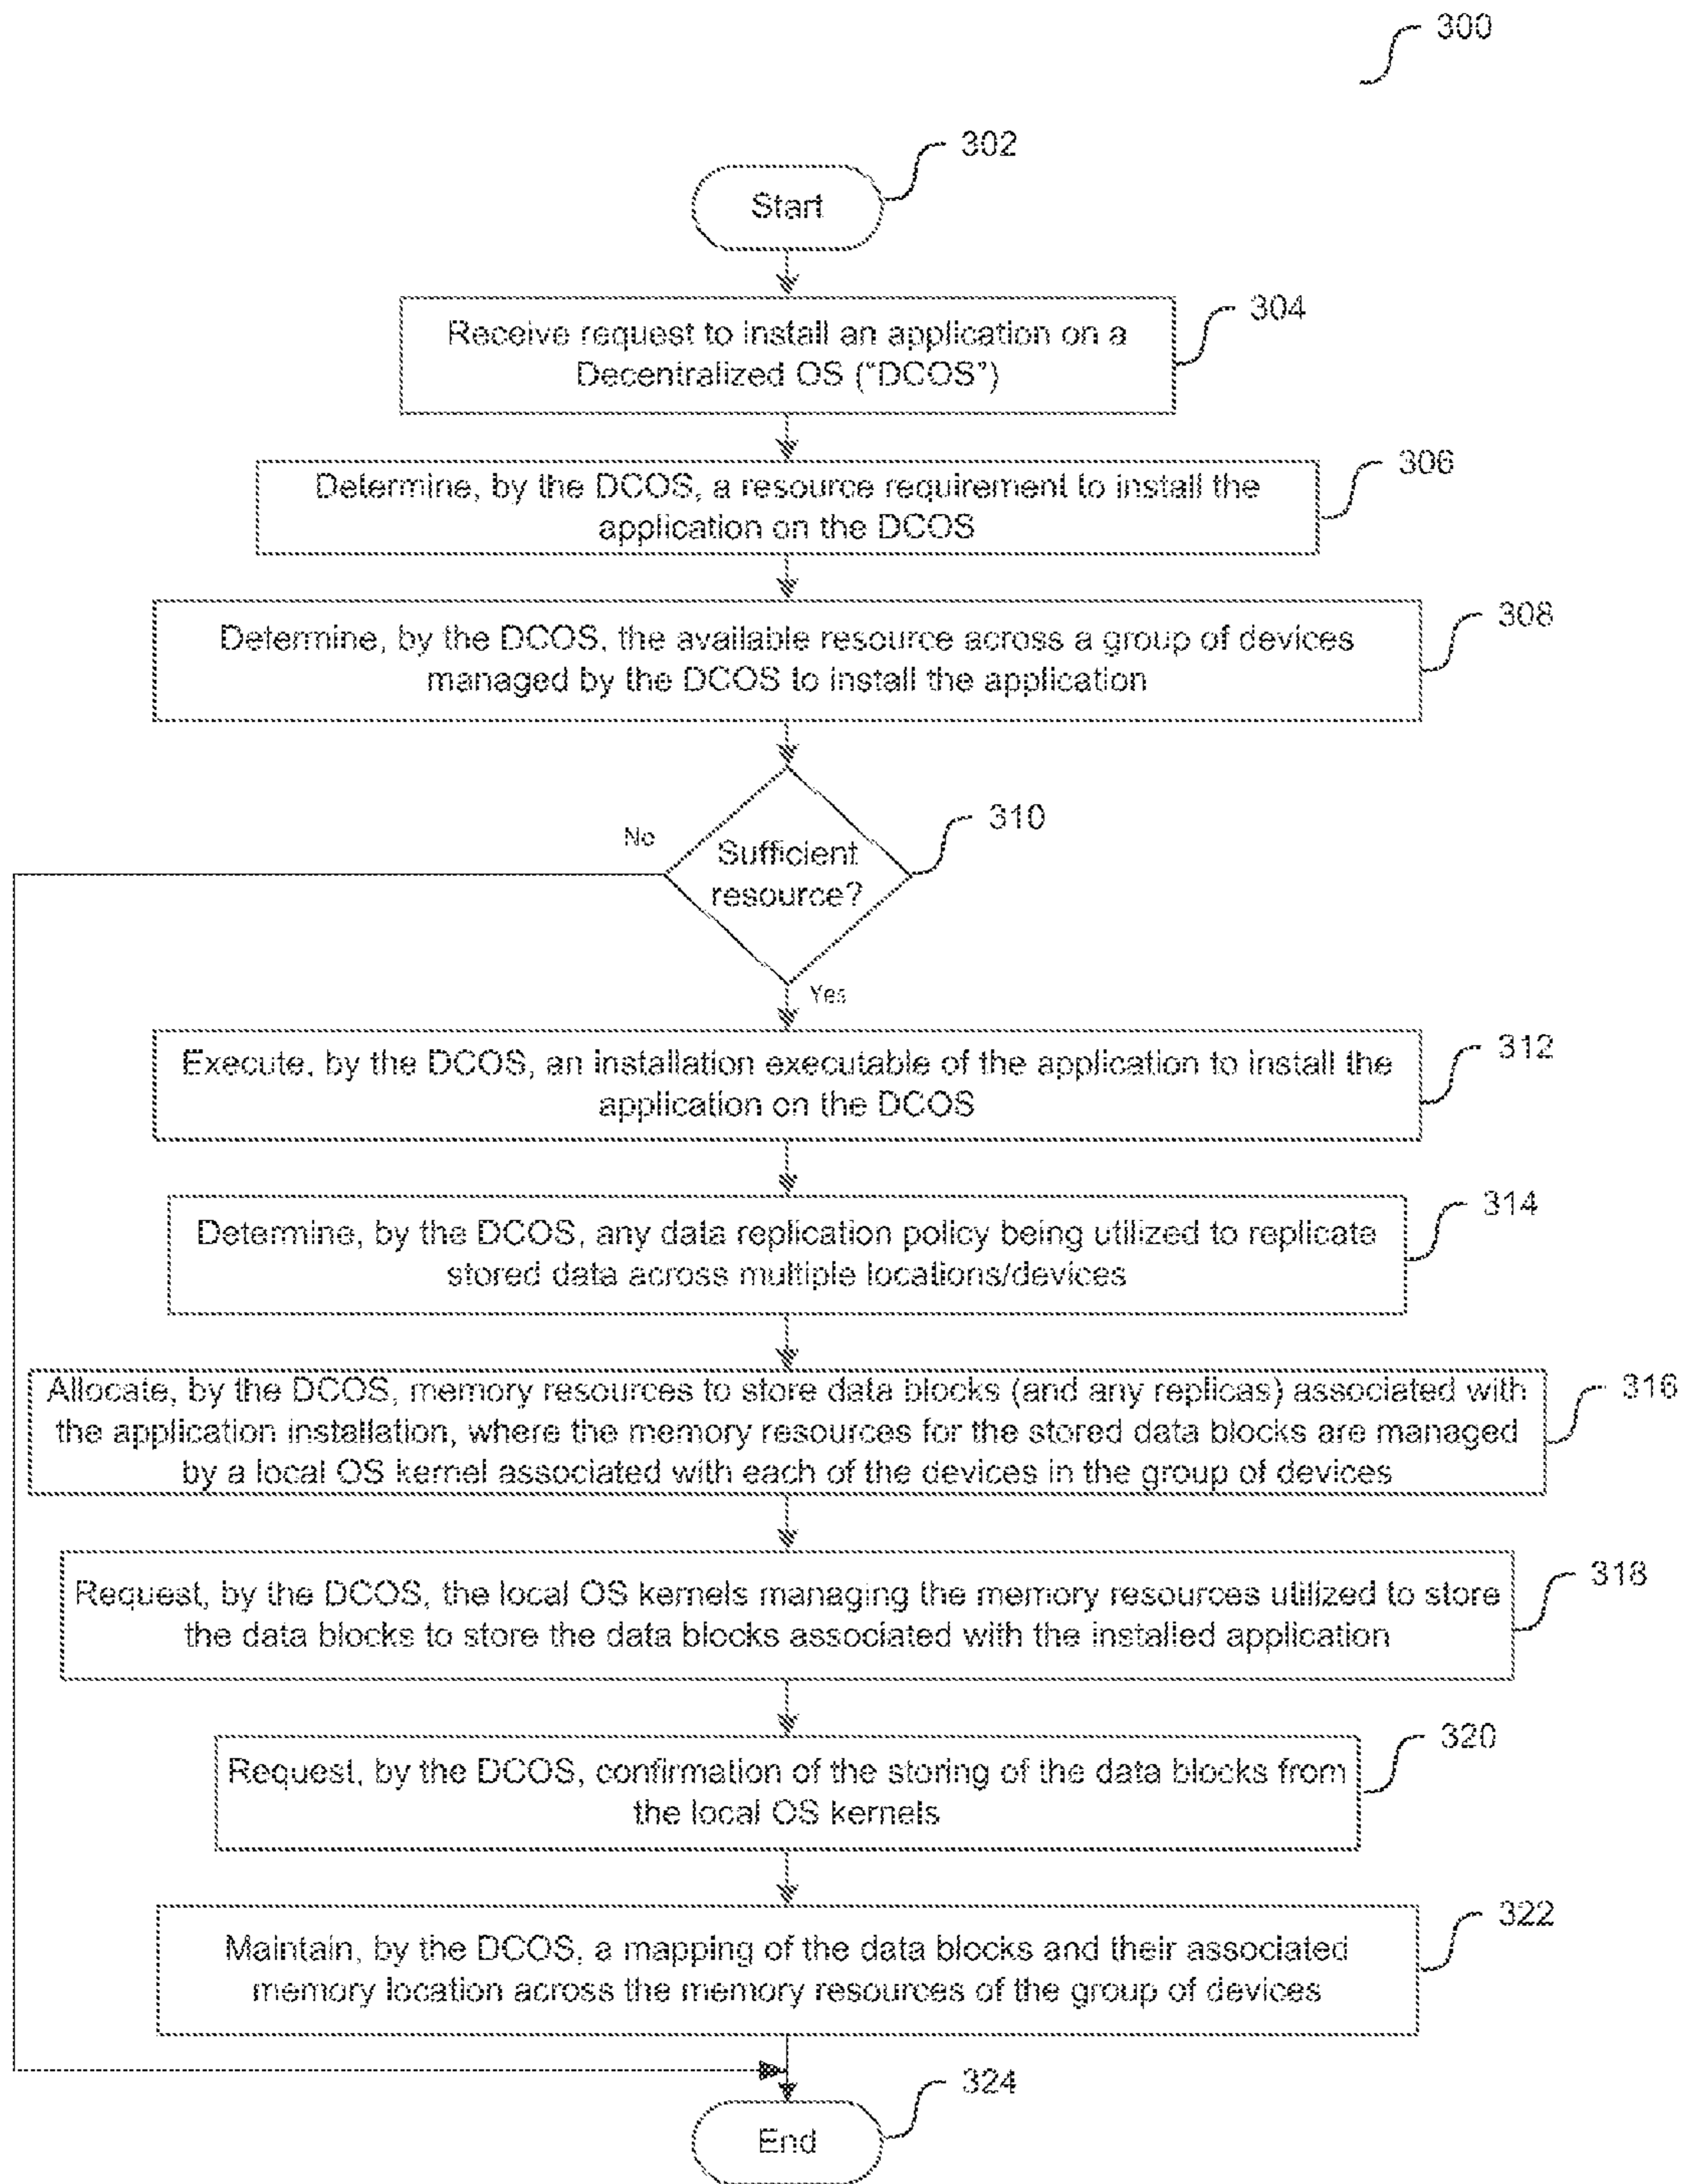 300
302
Start
304
Receive request to install an application on a
Decentralized OS (“DCOS”)
306
Determine, by the DCOS, a resource requirement to install the
application on the DCOS
308
Determine, by the DCOS, the available resource across a group of devices
managed by the DCOS to install the application
310
No
Sufficient
resource?
Yes
312
Execute, by the DCOS, an installation executable of the application to install the
application on the DCOS
314
Determine, by the DCOS, any data replication policy being utilized to replicate
stored data across multiple locations/devices
316
Allocate, by the DCOS, memory resources to store data blocks (and any replicas) associated with
the application installation, where the memory resources for the stored data blocks are managed
by a local OS kernel associated with each of the devices in the group of devices
318
Request, by the DCOS, the local OS kernels managing the memory resources utilized to store
the data blocks to store the data blocks associated with the installed application
320
Request, by the DCOS, confirmation of the storing of the data blocks from
the local OS kernels
322
Maintain, by the DCOS, a mapping of the data blocks and their associated
memory location across the memory resources of the group of devices
324
End